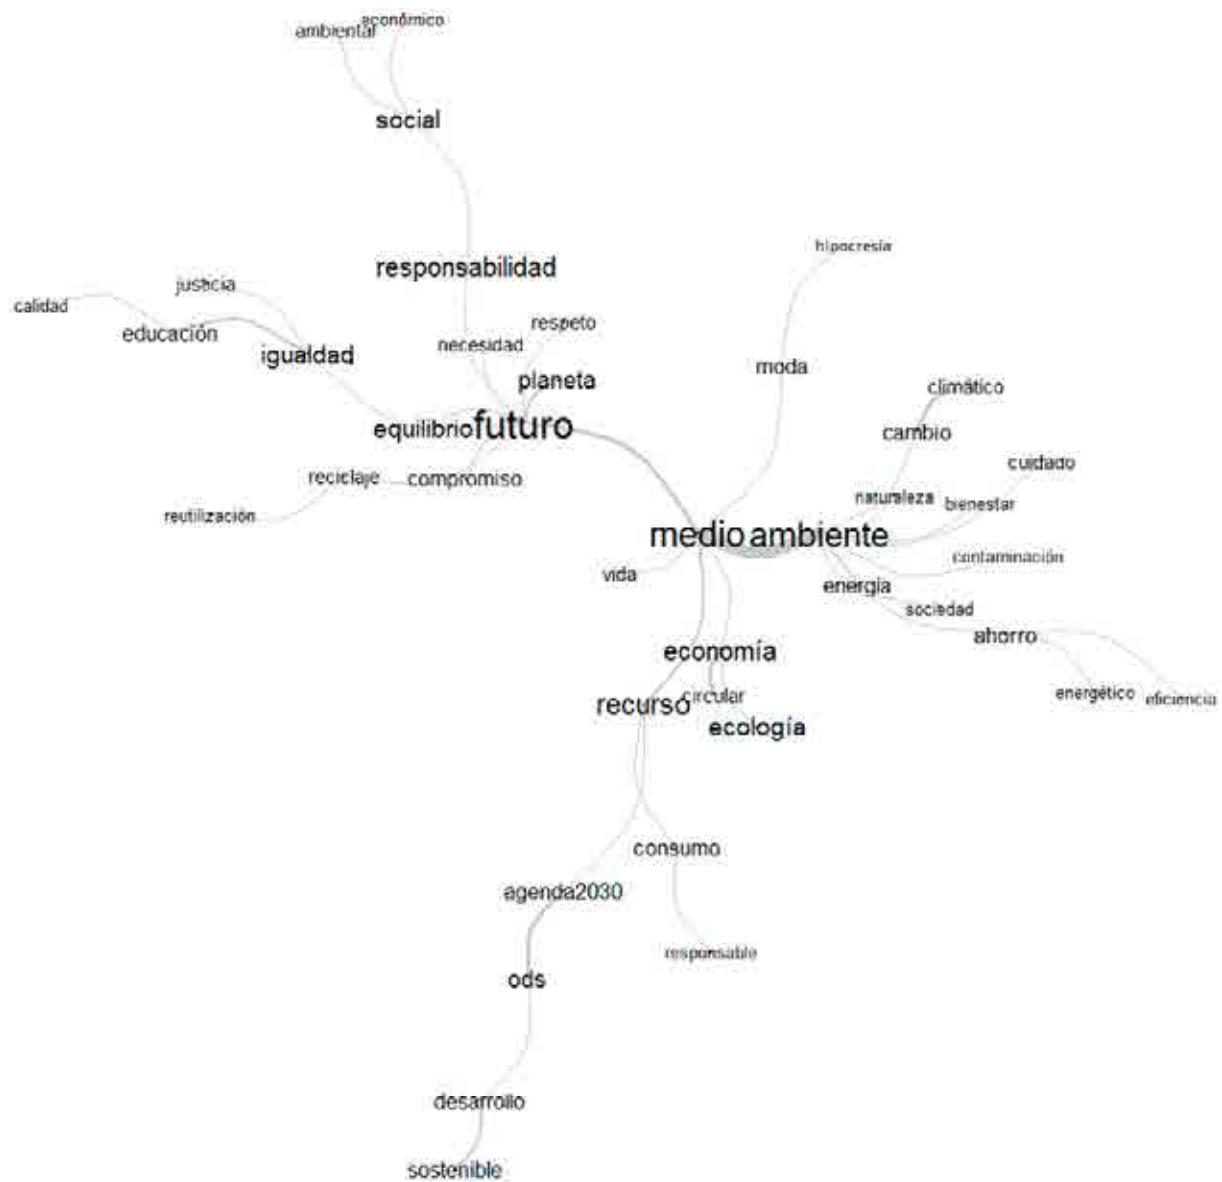 económico
ambiental
social
hipocresía
responsabilidad
justicia
calidad
respeto
educación
necesidad
igualdad
moda
planeta
climático
futuro
equilibrio
cambio
cuidado
reciclaje
compromiso
naturaleza
bienestar
reutilización
medio ambiente
contaminación
vida
energía
sociedad
ahorro
economía
energético
eficiencia
circular
recurso
ecología
consumo
agenda2030
responsable
ods
desarrollo
sostenible